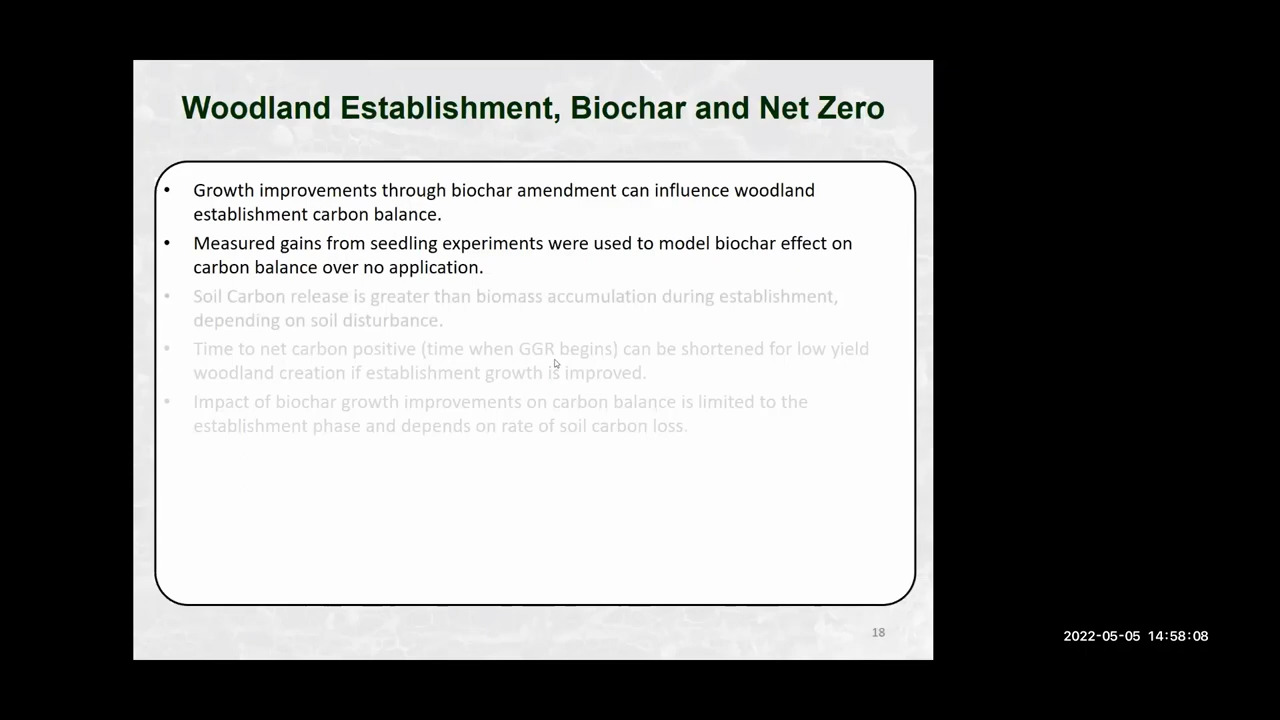 Woodland Establishment, Biochar and Net Zero
• Growth improvements through biochar amendment can influence woodland
establishment carbon balance.
• Measured gains from seedling experiments were used to model biochar effect on
carbon balance over no application.
• Soil Carbon release is greater than biomass accumulation during establishment,
depending on soil disturbance.
• Time to net carbon positive (time when GGR begins) can be shortened for low yield
woodland creation if establishment growth is improved.
• Impact of biochar growth improvements on carbon balance is limited to the
establishment phase and depends on rate of soil carbon loss.
18
2022-05-05 14:58:08